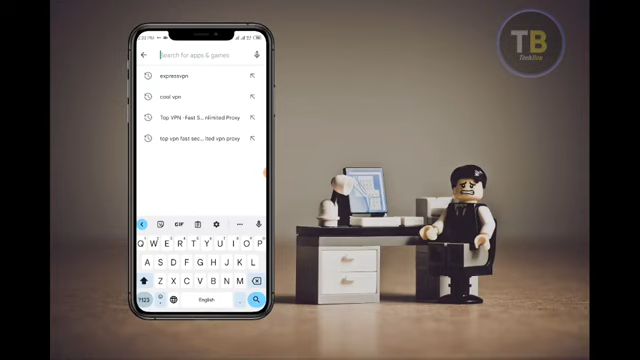 TB
TechBox
Search for apps & games
expressvpn
cool vpn
Top VPN -Fast S... nlimited Proxy
top vpn fast sec... ited vpn proxy
GIF
Q W E R T Y U I O P
A S D F G H J K L
Z X C V B N M
?123
English